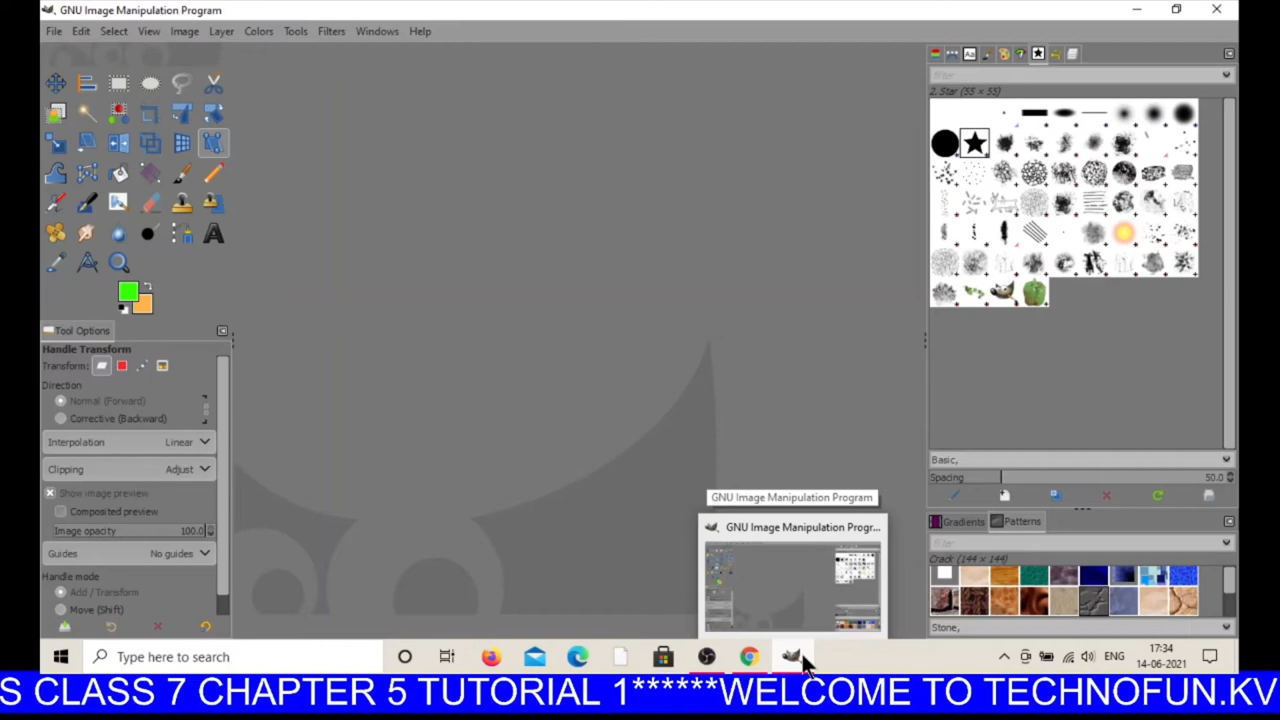 GNU Image Manipulation Program
File Edit Select View Image Layer Colors Tools Filters Windows Help
filter
2. Star (55 × 55)
Tool Options
Handle Transform
Transform:
Direction
Normal (Forward)
Corrective (Backward)
Interpolation Linear
Clipping Adjust
Show image preview
Composited preview
Image opacity 100.0
Guides No guides
Handle mode
Add / Transform
Move (Shift)
Basic,
Spacing 50.0
Gradients Patterns
filter
Crack (144 × 144)
Stone,
GNU Image Manipulation Program
GNU Image Manipulation Progr...
Type here to search
ENG
17:34
14-06-2021
S CLASS 7 CHAPTER 5 TUTORIAL 1******WELCOME TO TECHNOFUN.KV